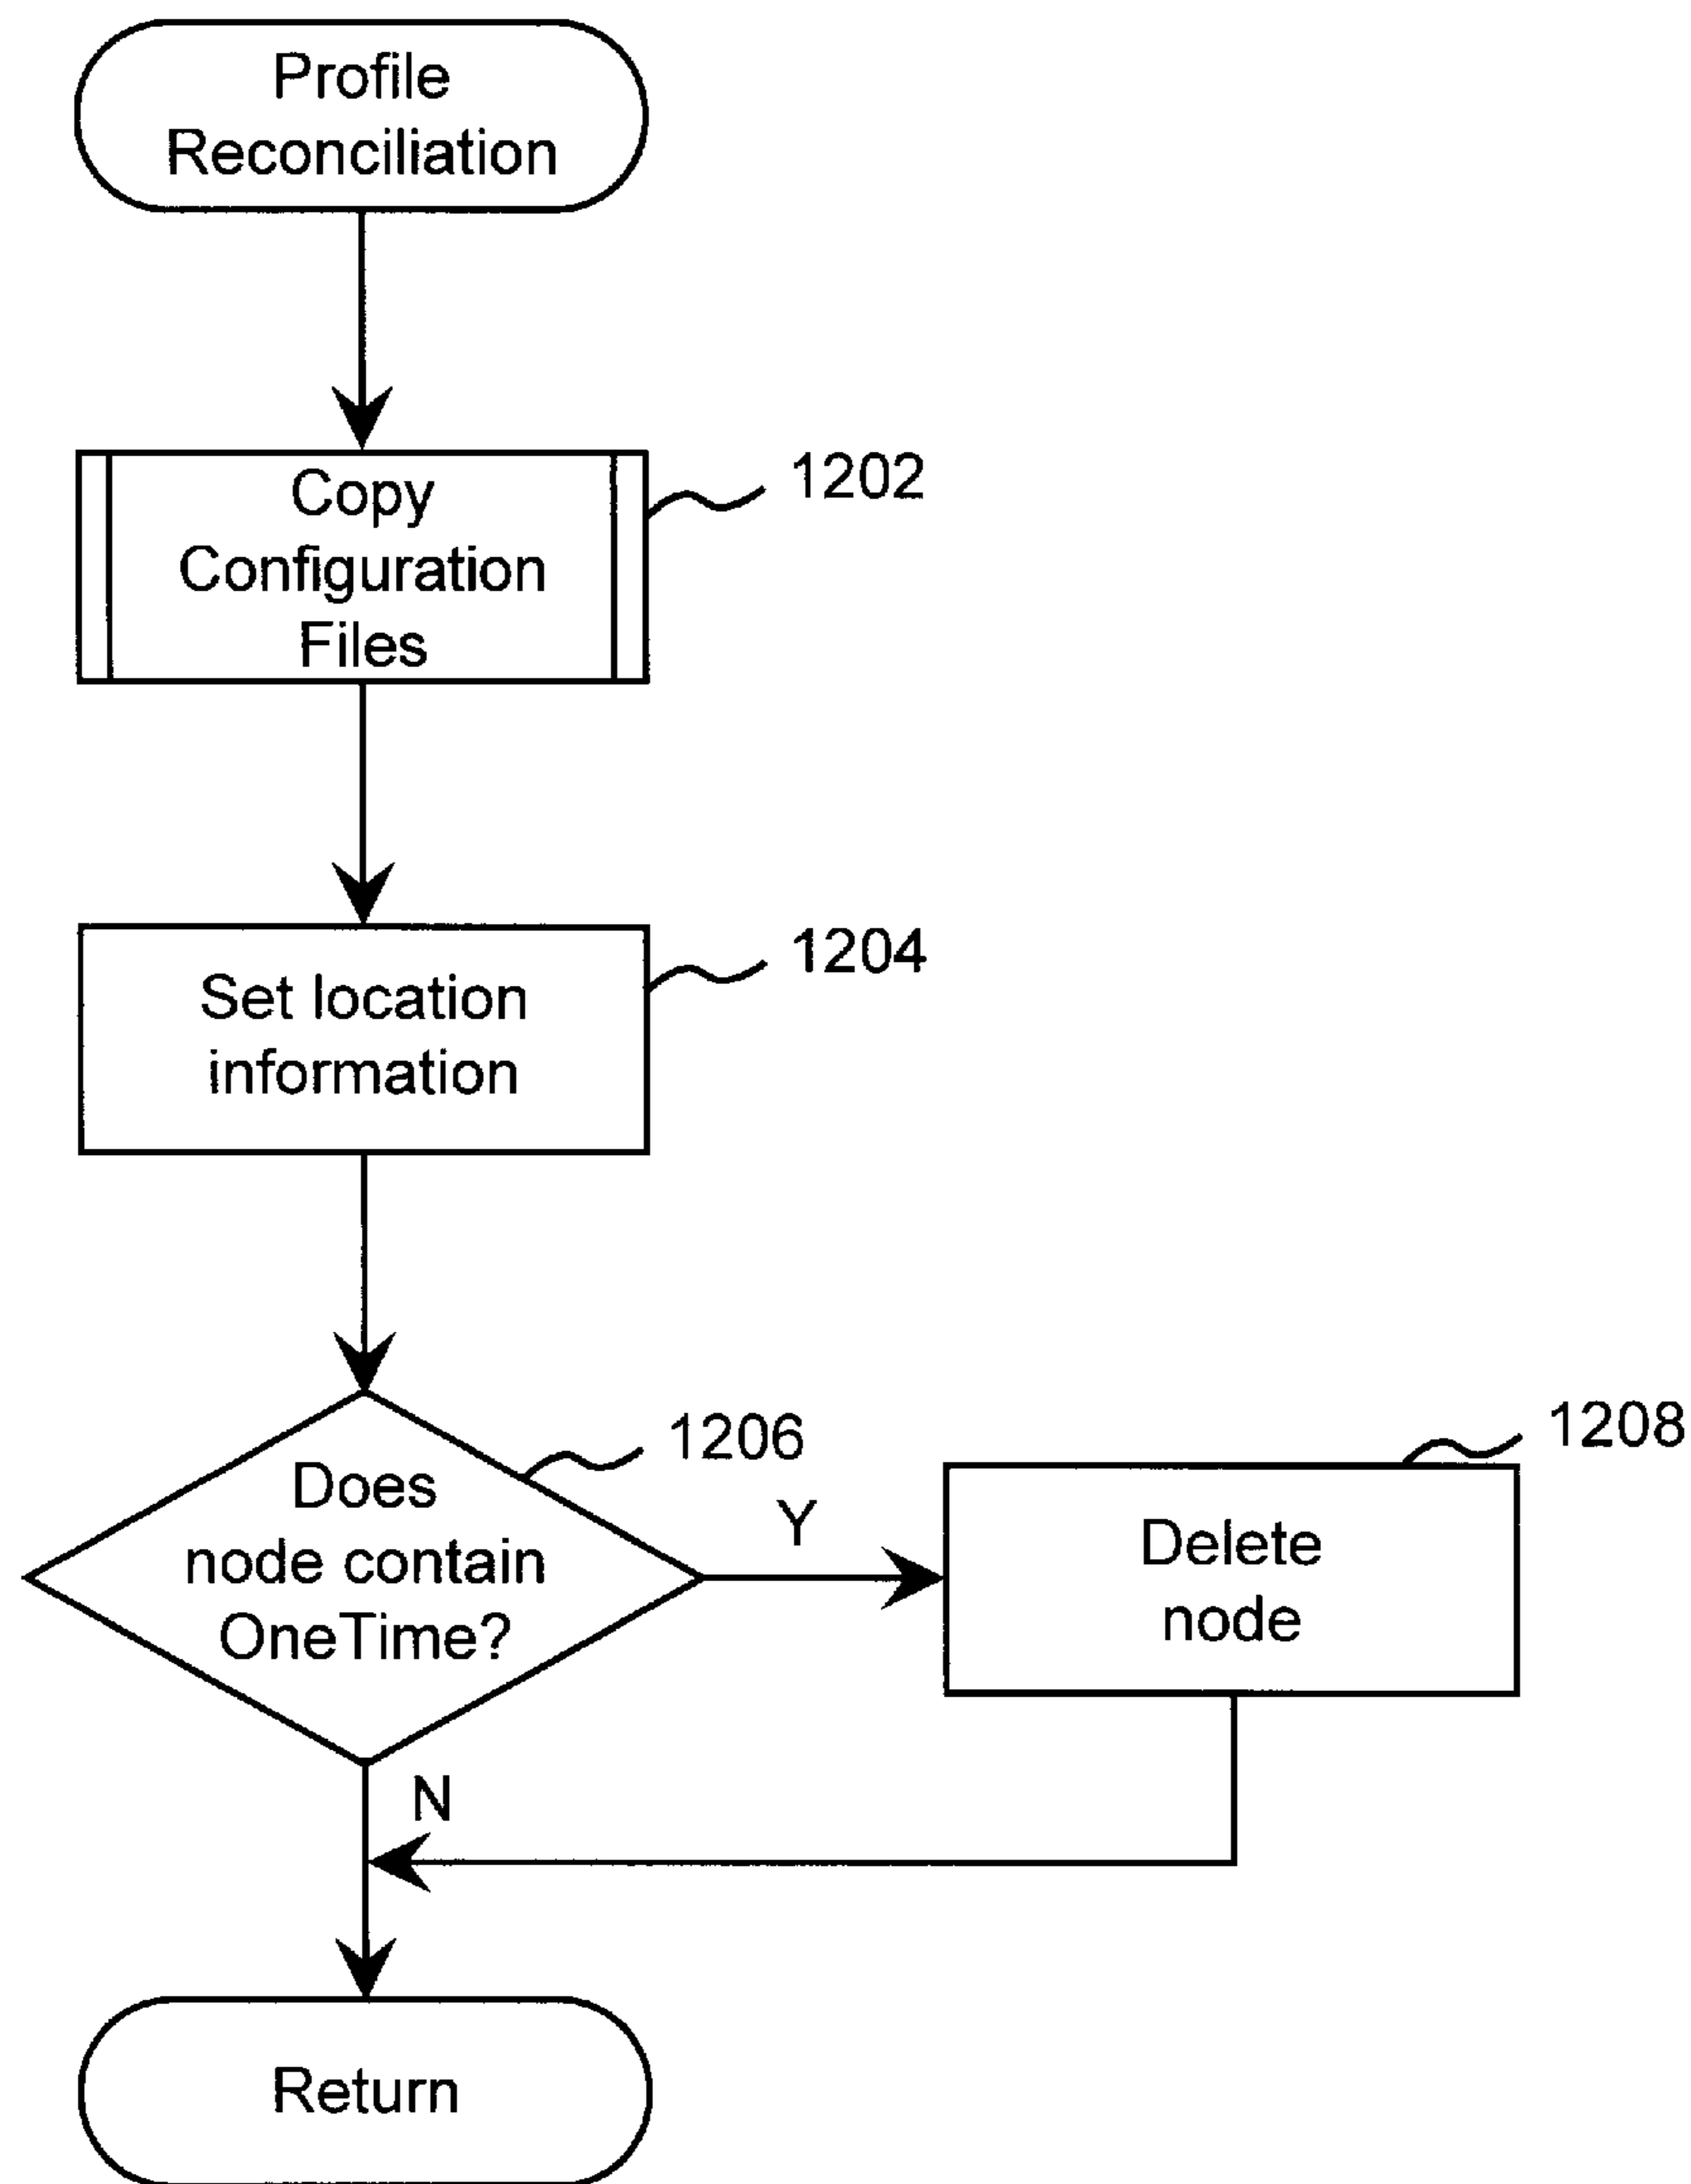 Profile
Reconciliation
Copy
Configuration
Files
1202
Set location
information
1204
Does
node contain
OneTime?
1206
Y
Delete
node
1208
N
Return